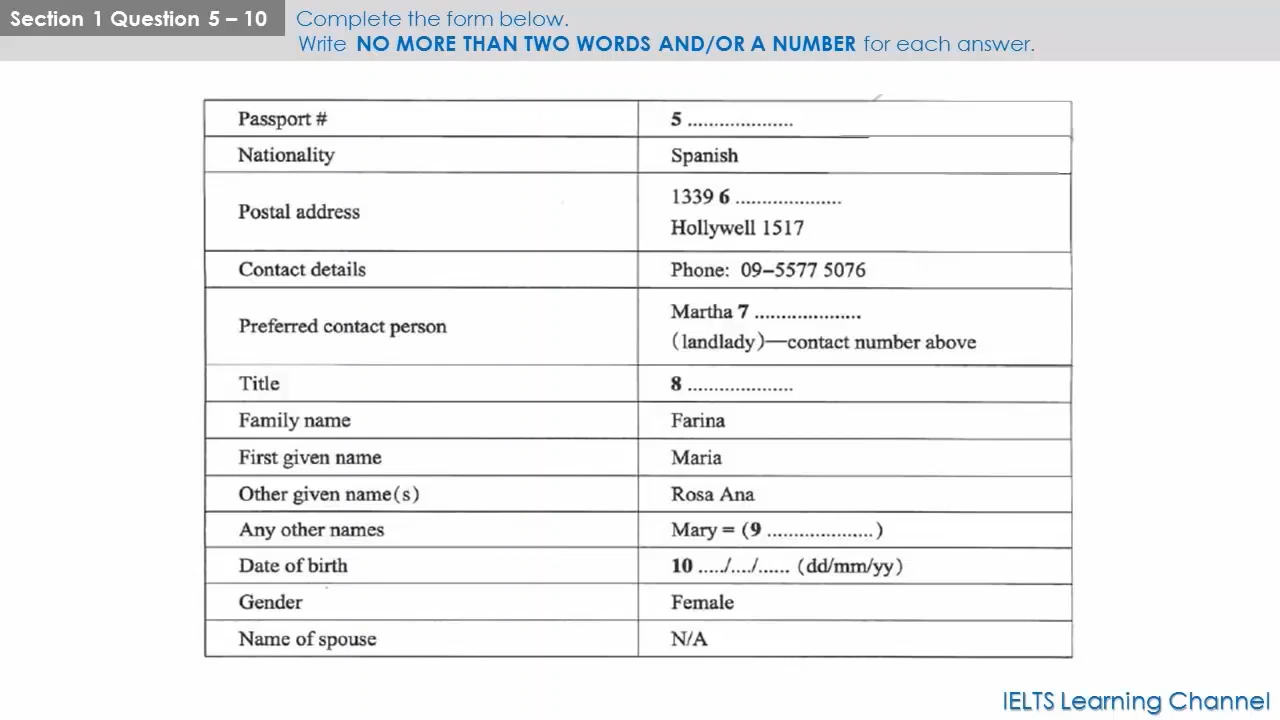 Section 1 Question 5 – 10
Complete the form below.
Write NO MORE THAN TWO WORDS AND/OR A NUMBER for each answer.
Passport # 5 ....................
Nationality Spanish
Postal address 1339 6 ....................
Hollywell 1517
Contact details Phone: 09–5577 5076
Preferred contact person Martha 7 ....................
(landlady)—contact number above
Title 8 ....................
Family name Farina
First given name Maria
Other given name(s) Rosa Ana
Any other names Mary = (9 ....................)
Date of birth 10 ...../..../...... (dd/mm/yy)
Gender Female
Name of spouse N/A
IELTS Learning Channel